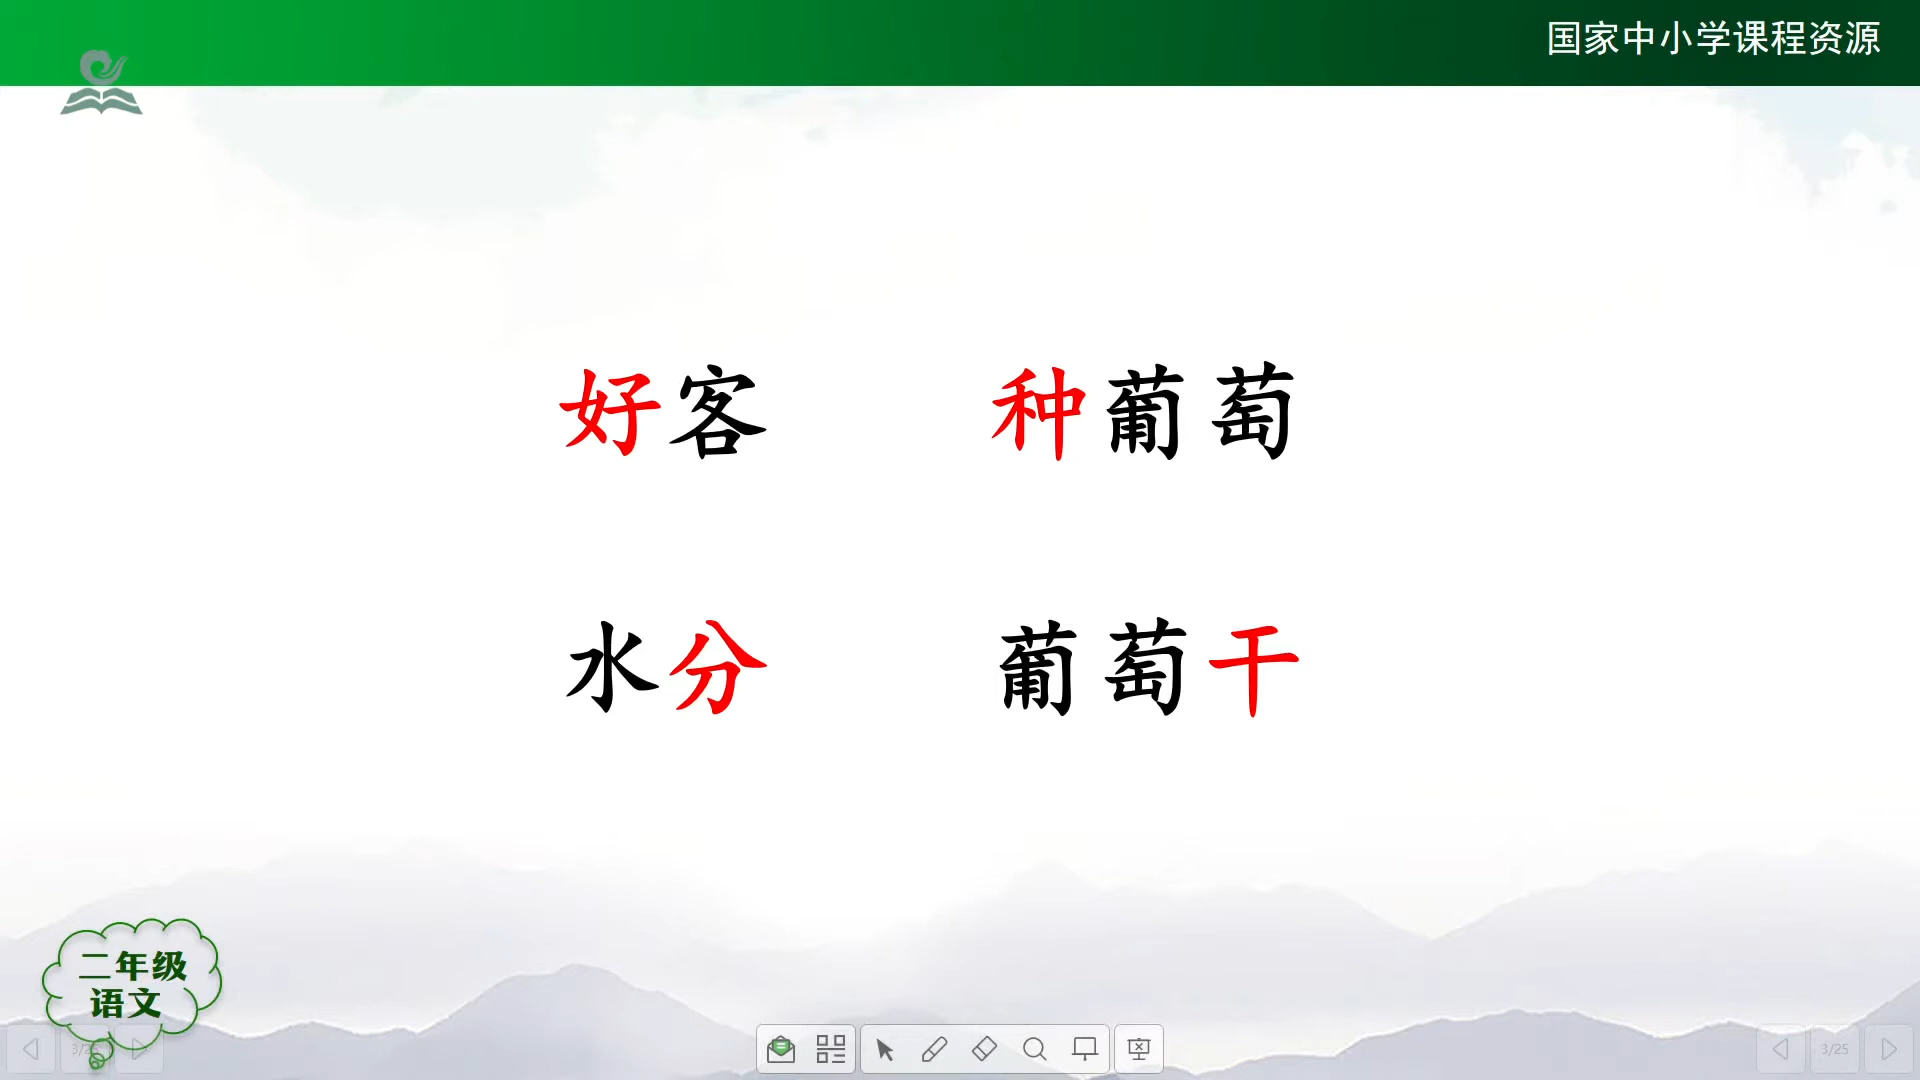 国家中小学课程资源
好客 种葡萄
水分 葡萄干
二年级
语文
3/25